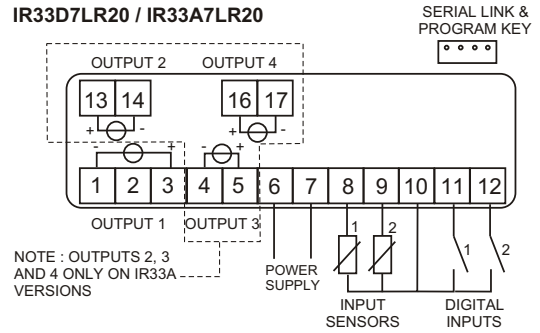 IR33D7LR20 / IR33A7LR20
SERIAL LINK &
PROGRAM KEY
OUTPUT 2 OUTPUT 4
13 14 16 17
+ - + -
- + - +
1 2 3 4 5 6 7 8 9 10 11 12
OUTPUT 1 OUTPUT 3
1 2 1 2
NOTE : OUTPUTS 2, 3
AND 4 ONLY ON IR33A
VERSIONS
POWER
SUPPLY
INPUT
SENSORS
DIGITAL
INPUTS